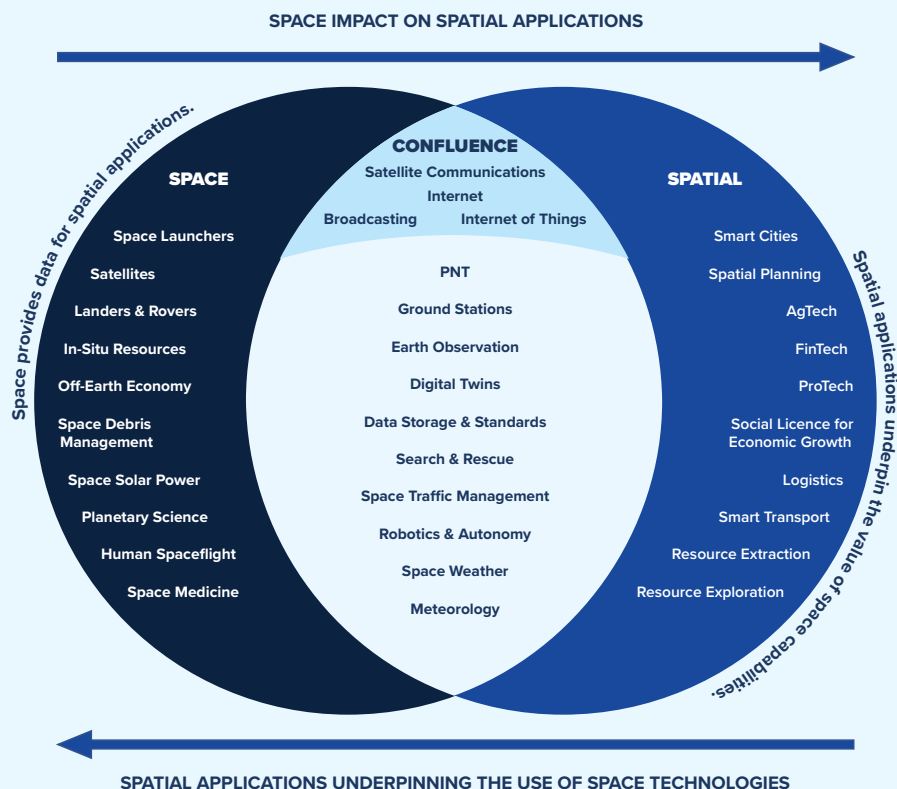 SPACE IMPACT ON SPATIAL APPLICATIONS
Space provides data for spatial applications.
SPACE
Space Launchers
Satellites
Landers & Rovers
In-Situ Resources
Off-Earth Economy
Space Debris
Management
Space Solar Power
Planetary Science
Human Spaceflight
Space Medicine
CONFLUENCE
Satellite Communications
Internet
Broadcasting Internet of Things
PNT
Ground Stations
Earth Observation
Digital Twins
Data Storage & Standards
Search & Rescue
Space Traffic Management
Robotics & Autonomy
Space Weather
Meteorology
SPATIAL
Smart Cities
Spatial Planning
AgTech
FinTech
ProTech
Social Licence for
Economic Growth
Logistics
Smart Transport
Resource Extraction
Resource Exploration
Spatial applications underpin the value of space capabilities.
SPATIAL APPLICATIONS UNDERPINNING THE USE OF SPACE TECHNOLOGIES